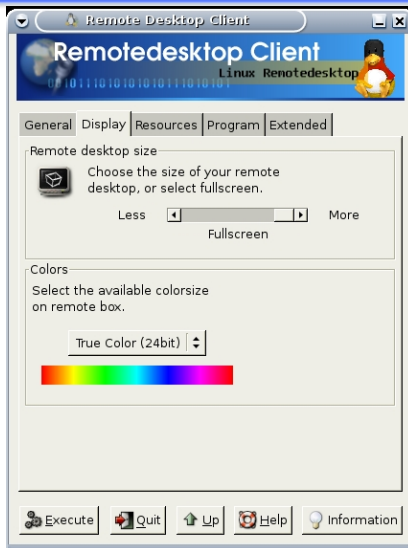 Remote Desktop Client
Remotedesktop Client
Linux Remotedesktop
General Display Resources Program Extended
Remote desktop size
Choose the size of your remote
desktop, or select fullscreen.
Less More
Fullscreen
Colors
Select the available colorsize
on remote box.
True Color (24bit)
Execute Quit Up Help Information